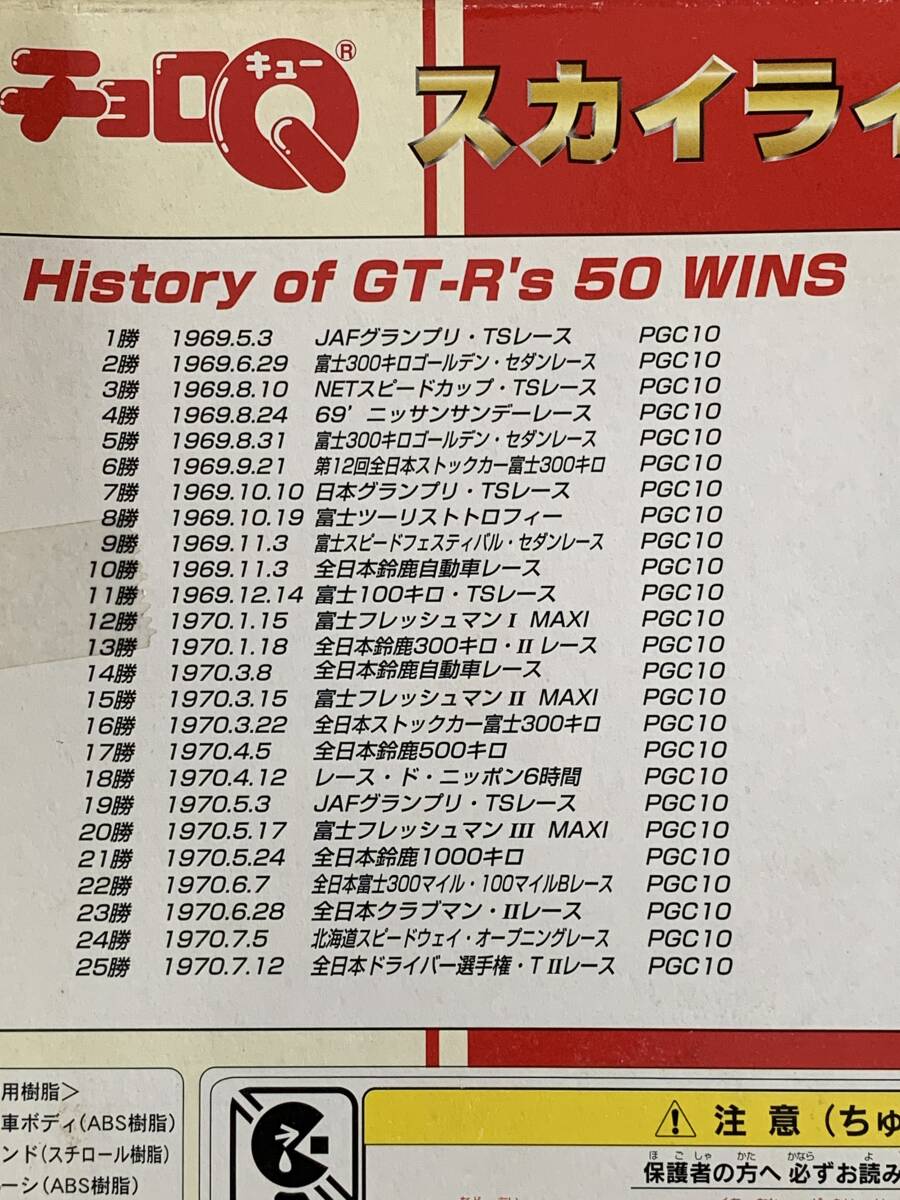 チョロQ キュー ®
スカイライ
History of GT-R's 50 WINS
1勝 1969.5.3 JAFグランプリ・TSレース PGC10
2勝 1969.6.29 富士300キロゴールデン・セダンレース PGC10
3勝 1969.8.10 NETスピードカップ・TSレース PGC10
4勝 1969.8.24 69' ニッサンサンデーレース PGC10
5勝 1969.8.31 富士300キロゴールデン・セダンレース PGC10
6勝 1969.9.21 第12回全日本ストックカー富士300キロ PGC10
7勝 1969.10.10 日本グランプリ・TSレース PGC10
8勝 1969.10.19 富士ツーリストトロフィー PGC10
9勝 1969.11.3 富士スピードフェスティバル・セダンレース PGC10
10勝 1969.11.3 全日本鈴鹿自動車レース PGC10
11勝 1969.12.14 富士100キロ・TSレース PGC10
12勝 1970.1.15 富士フレッシュマンⅠ MAXI PGC10
13勝 1970.1.18 全日本鈴鹿300キロ・Ⅱレース PGC10
14勝 1970.3.8 全日本鈴鹿自動車レース PGC10
15勝 1970.3.15 富士フレッシュマンⅡ MAXI PGC10
16勝 1970.3.22 全日本ストックカー富士300キロ PGC10
17勝 1970.4.5 全日本鈴鹿500キロ PGC10
18勝 1970.4.12 レース・ド・ニッポン6時間 PGC10
19勝 1970.5.3 JAFグランプリ・TSレース PGC10
20勝 1970.5.17 富士フレッシュマンⅢ MAXI PGC10
21勝 1970.5.24 全日本鈴鹿1000キロ PGC10
22勝 1970.6.7 全日本富士300マイル・100マイルBレース PGC10
23勝 1970.6.28 全日本クラブマン・Ⅱレース PGC10
24勝 1970.7.5 北海道スピードウェイ・オープニングレース PGC10
25勝 1970.7.12 全日本ドライバー選手権・TⅡレース PGC10
用樹脂＞
車ボディ(ABS樹脂)
ンド(スチロール樹脂)
ーシ(ABS樹脂)
注意(ちゅ
ほごしゃ かた かなら よ
保護者の方へ 必ずお読み